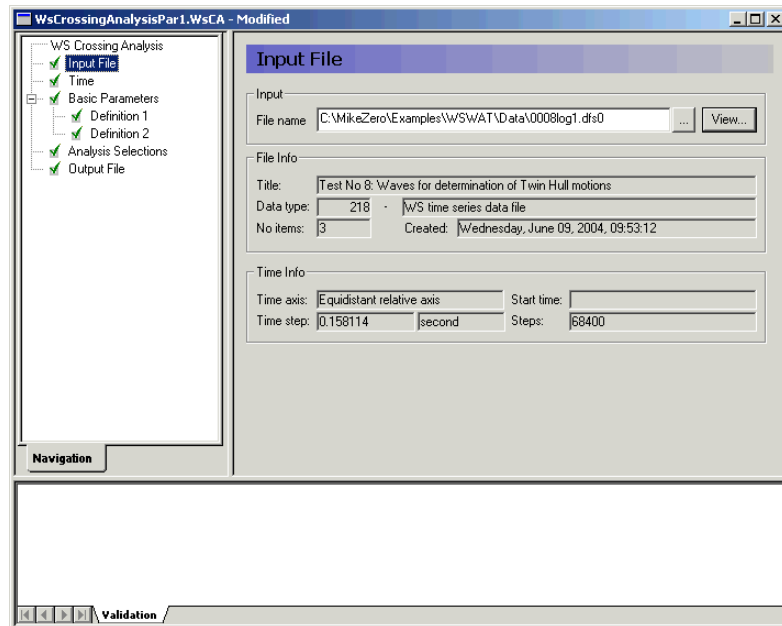 WsCrossingAnalysisPar1.WsCA - Modified
WS Crossing Analysis
Input File
Time
Basic Parameters
Definition 1
Definition 2
Analysis Selections
Output File
Navigation
Input File
Input
File name C:\MikeZero\Examples\WSWAT\Data\0008log1.dfs0 ... View...
File Info
Title: Test No 8: Waves for determination of Twin Hull motions
Data type: 218 - WS time series data file
No items: 3 Created: Wednesday, June 09, 2004, 09:53:12
Time Info
Time axis: Equidistant relative axis Start time:
Time step: 0.158114 second Steps: 68400
Validation